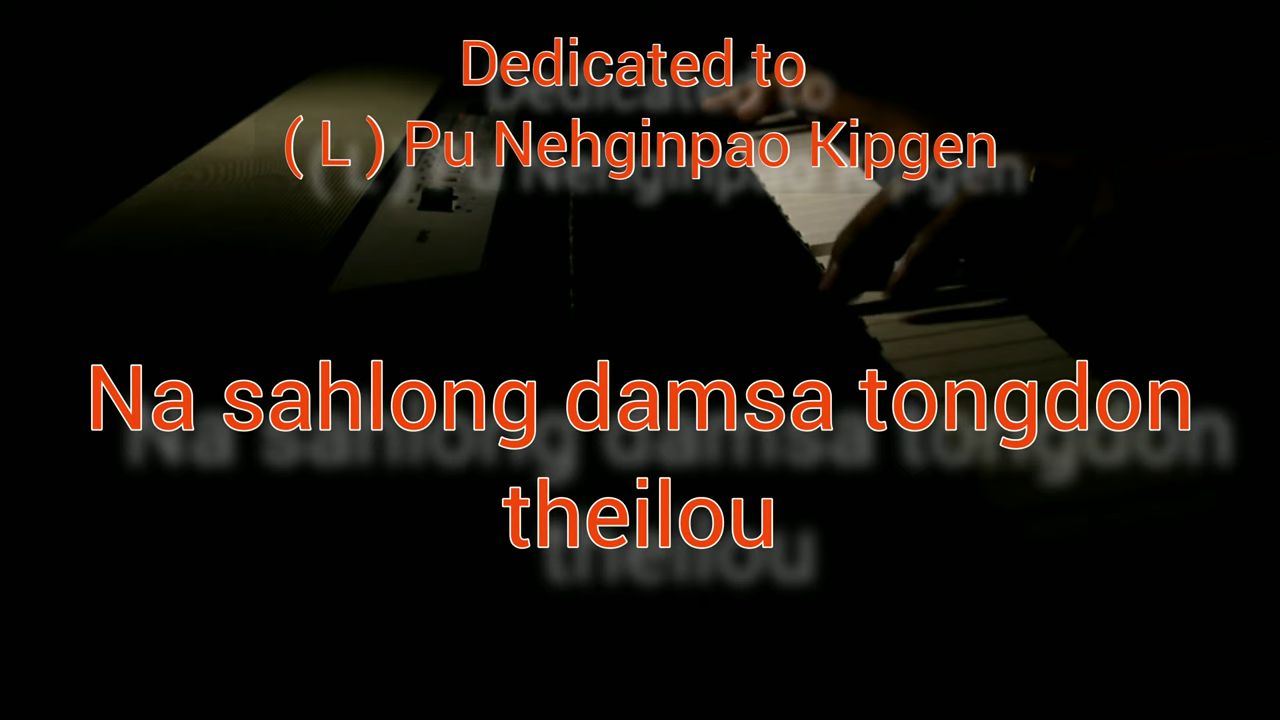 Dedicated to
( L ) Pu Nehginpao Kipgen
Na sahlong damsa tongdon
theilou